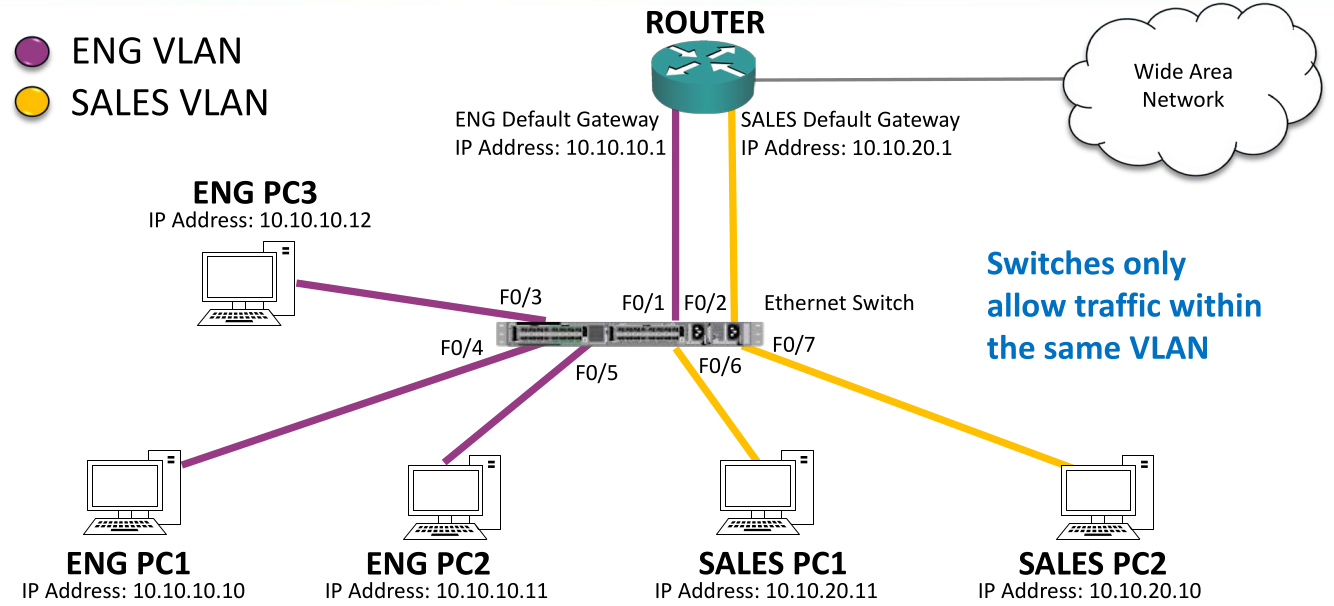 ROUTER
ENG VLAN
SALES VLAN
Wide Area
Network
ENG Default Gateway
IP Address: 10.10.10.1
SALES Default Gateway
IP Address: 10.10.20.1
ENG PC3
IP Address: 10.10.10.12
Switches only
allow traffic within
the same VLAN
F0/3
F0/1
F0/2
Ethernet Switch
F0/4
F0/5
F0/6
F0/7
ENG PC1
IP Address: 10.10.10.10
ENG PC2
IP Address: 10.10.10.11
SALES PC1
IP Address: 10.10.20.11
SALES PC2
IP Address: 10.10.20.10